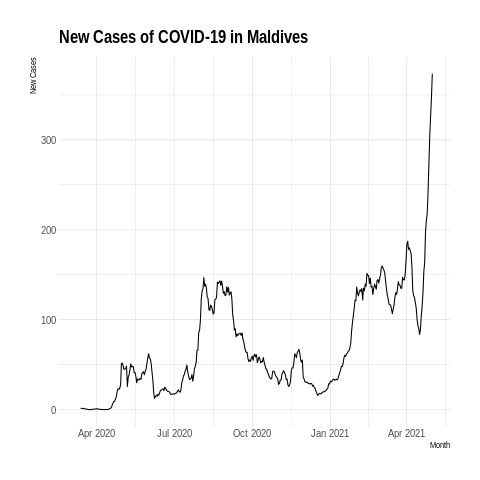 New Cases of COVID-19 in Maldives
New Cases
300
200
100
0
Apr 2020 Jul 2020 Oct 2020 Jan 2021 Apr 2021
Month